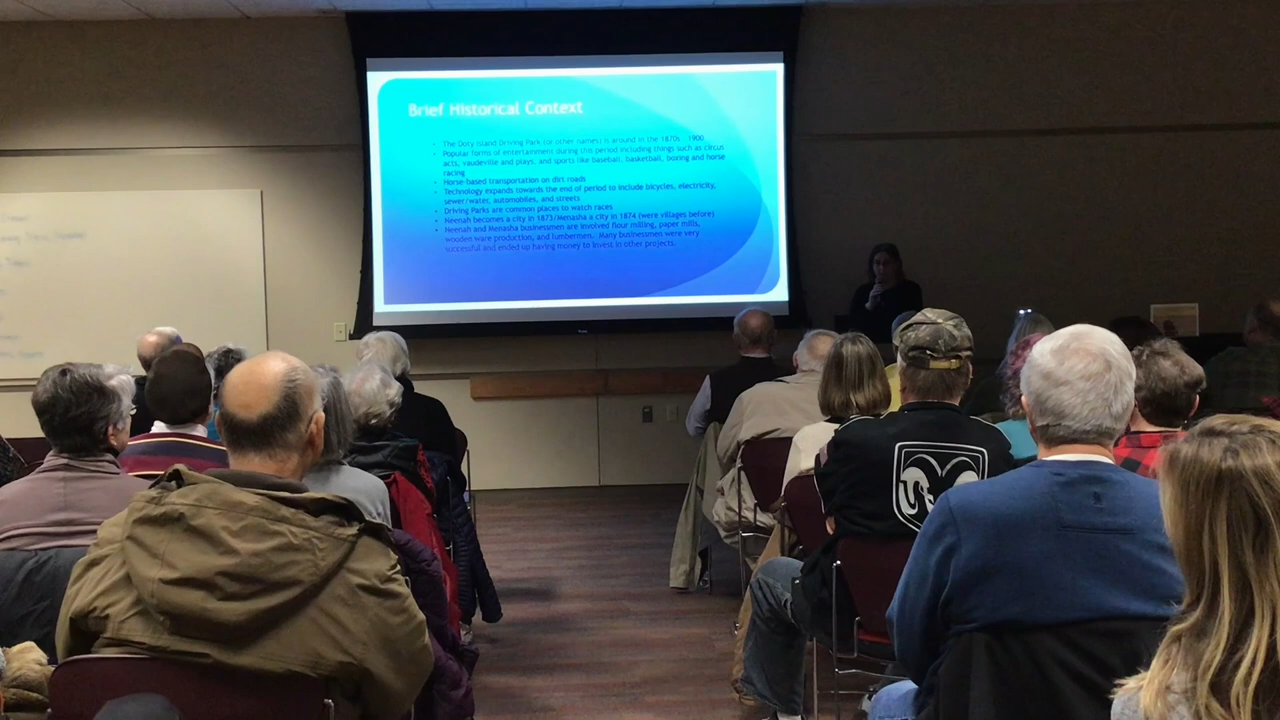 Brief Historical Context
• The Doty Island Driving Park (or other names) is around in the 1870s - 1900
• Popular forms of entertainment during this period including things such as circus
acts, vaudeville and plays, and sports like baseball, basketball, boxing and horse
racing
• Horse-based transportation on dirt roads
• Technology expands towards the end of period to include bicycles, electricity,
sewer/water, automobiles, and streets
• Driving Parks are common places to watch races
• Neenah becomes a city in 1873/Menasha a city in 1874 (were villages before)
• Neenah and Menasha businessmen are involved flour milling, paper mills,
wooden ware production, and lumbermen. Many businessmen were very
successful and ended up having money to invest in other projects.